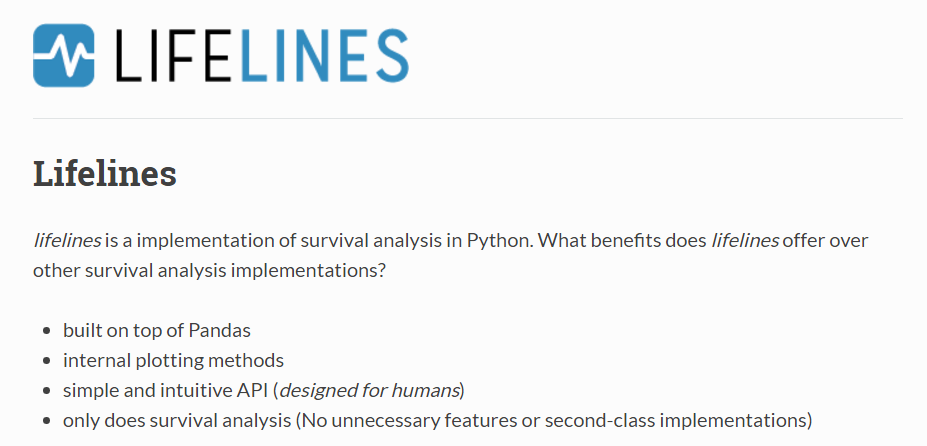 LIFELINES
Lifelines
lifelines is a implementation of survival analysis in Python. What benefits does lifelines offer over
other survival analysis implementations?
• built on top of Pandas
• internal plotting methods
• simple and intuitive API (designed for humans)
• only does survival analysis (No unnecessary features or second-class implementations)